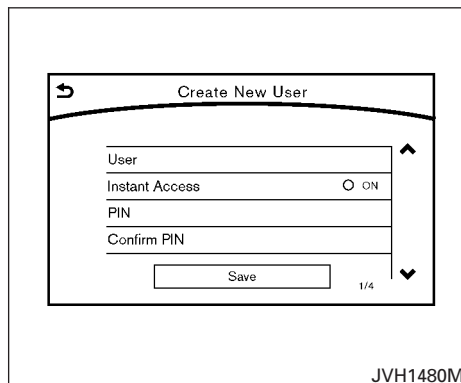 Create New User
User
Instant Access ON
PIN
Confirm PIN
Save
1/4
JVH1480M